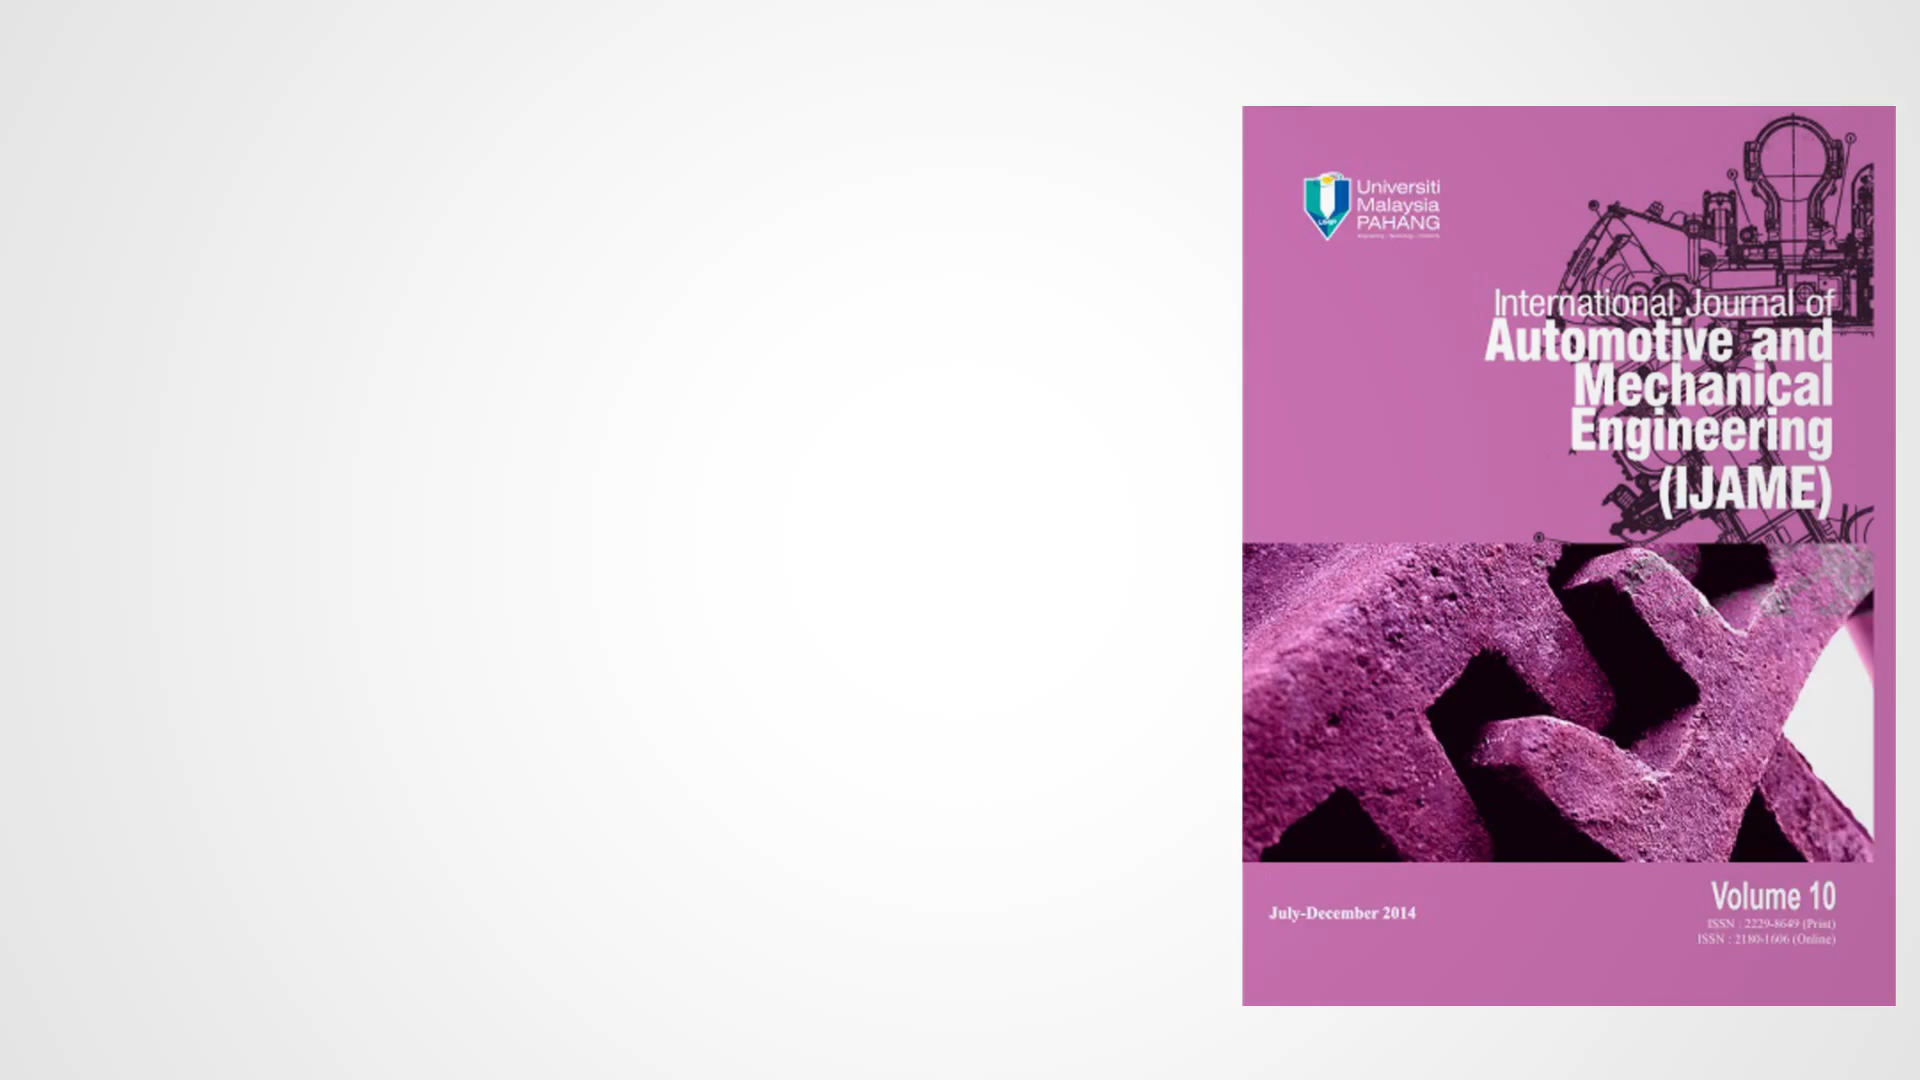 Universiti
Malaysia
PAHANG
International Journal of
Automotive and
Mechanical
Engineering
(IJAME)
July-December 2014
Volume 10
ISSN : 2229-8649 (Print)
ISSN : 2180-1606 (Online)